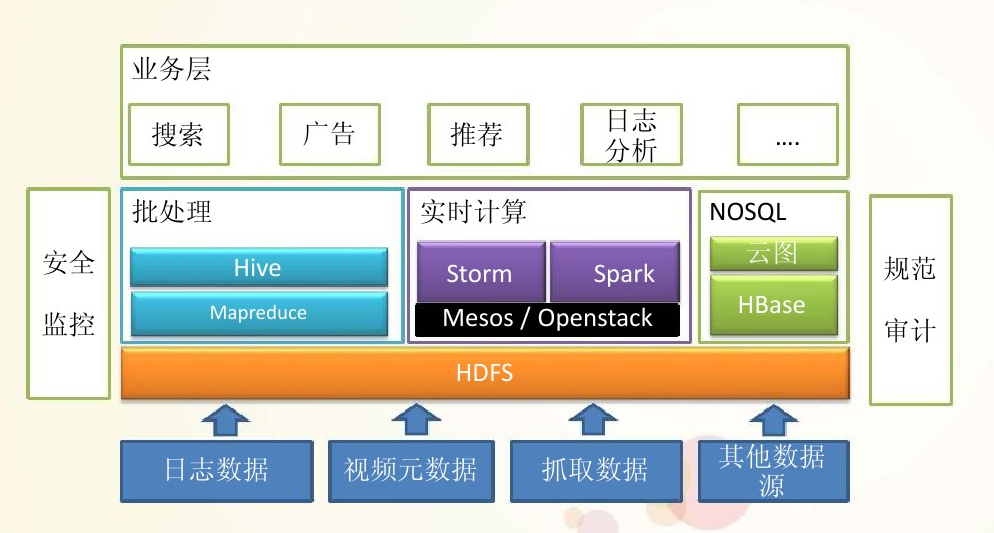 业务层
搜索
广告
推荐
日志
分析
....
安全
监控
批处理
Hive
Mapreduce
实时计算
Storm
Spark
Mesos / Openstack
NOSQL
云图
HBase
规范
审计
HDFS
日志数据
视频元数据
抓取数据
其他数据
源